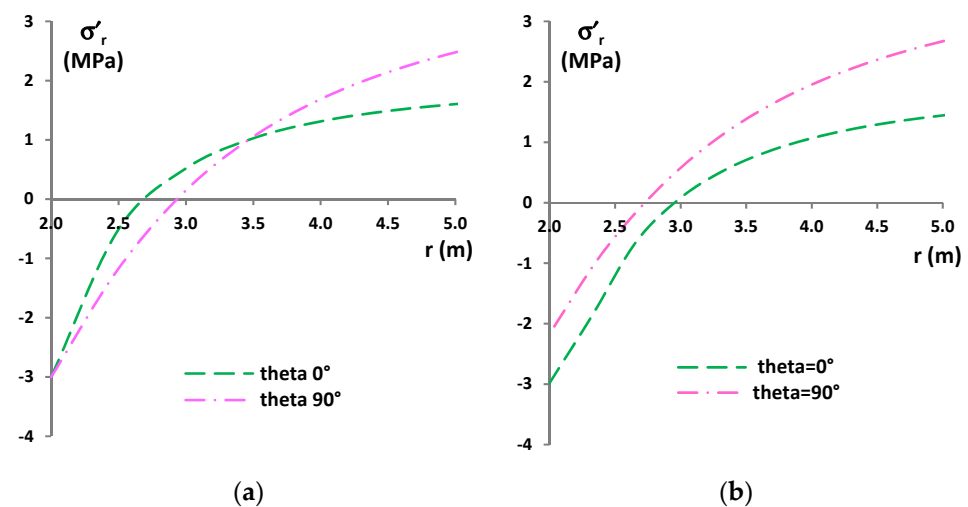 3
σ′r
(MPa)
2
1
0
2.0 2.5 3.0 3.5 4.0 4.5 5.0
r (m)
-1
-2
-3
-4
theta 0°
theta 90°
(a)
3
σ′r
(MPa)
2
1
0
2.0 2.5 3.0 3.5 4.0 4.5 5.0
r (m)
-1
-2
-3
-4
theta=0°
theta=90°
(b)